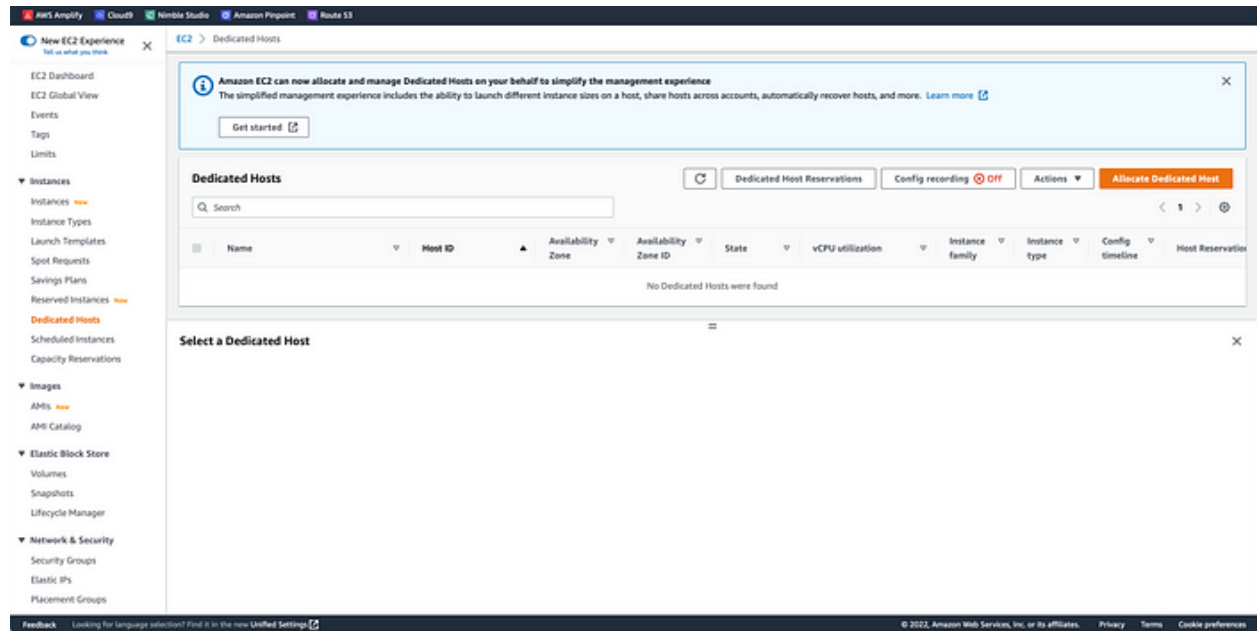 AWS Amplify Cloud9 Nimble Studio Amazon Pinpoint Route 53
New EC2 Experience
Tell us what you think
EC2 Dashboard
EC2 Global View
Events
Tags
Limits
Instances
Instances New
Instance Types
Launch Templates
Spot Requests
Savings Plans
Reserved Instances New
Dedicated Hosts
Scheduled Instances
Capacity Reservations
Images
AMIs New
AMI Catalog
Elastic Block Store
Volumes
Snapshots
Lifecycle Manager
Network & Security
Security Groups
Elastic IPs
Placement Groups
EC2 > Dedicated Hosts
Amazon EC2 can now allocate and manage Dedicated Hosts on your behalf to simplify the management experience
The simplified management experience includes the ability to launch different instance sizes on a host, share hosts across accounts, automatically recover hosts, and more. Learn more
Get started
Dedicated Hosts Dedicated Host Reservations Config recording Off Actions Allocate Dedicated Host
Search
1
Name Host ID Availability Zone Availability Zone ID State vCPU utilization Instance family Instance type Config timeline Host Reservation
No Dedicated Hosts were found
Select a Dedicated Host
Feedback Looking for language selection? Find it in the new Unified Settings © 2022, Amazon Web Services, Inc. or its affiliates. Privacy Terms Cookie preferences